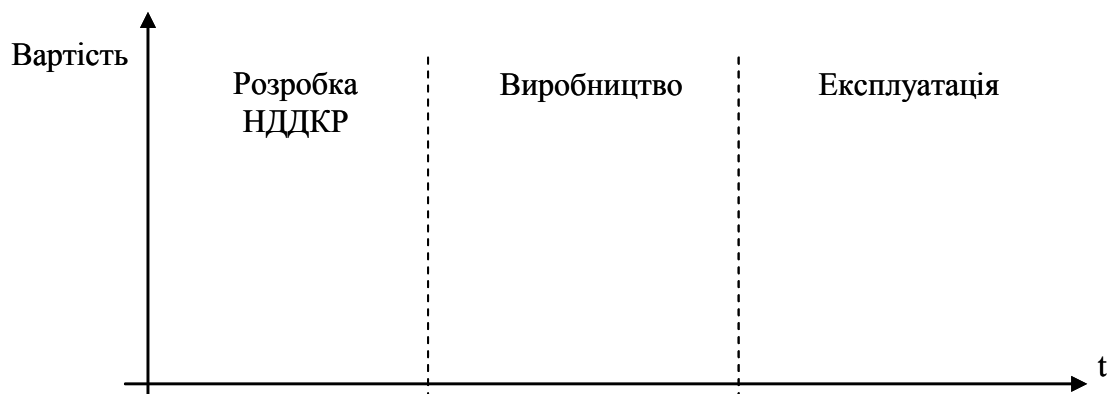 Вартість
Розробка
НДДКР
Виробництво
Експлуатація
t